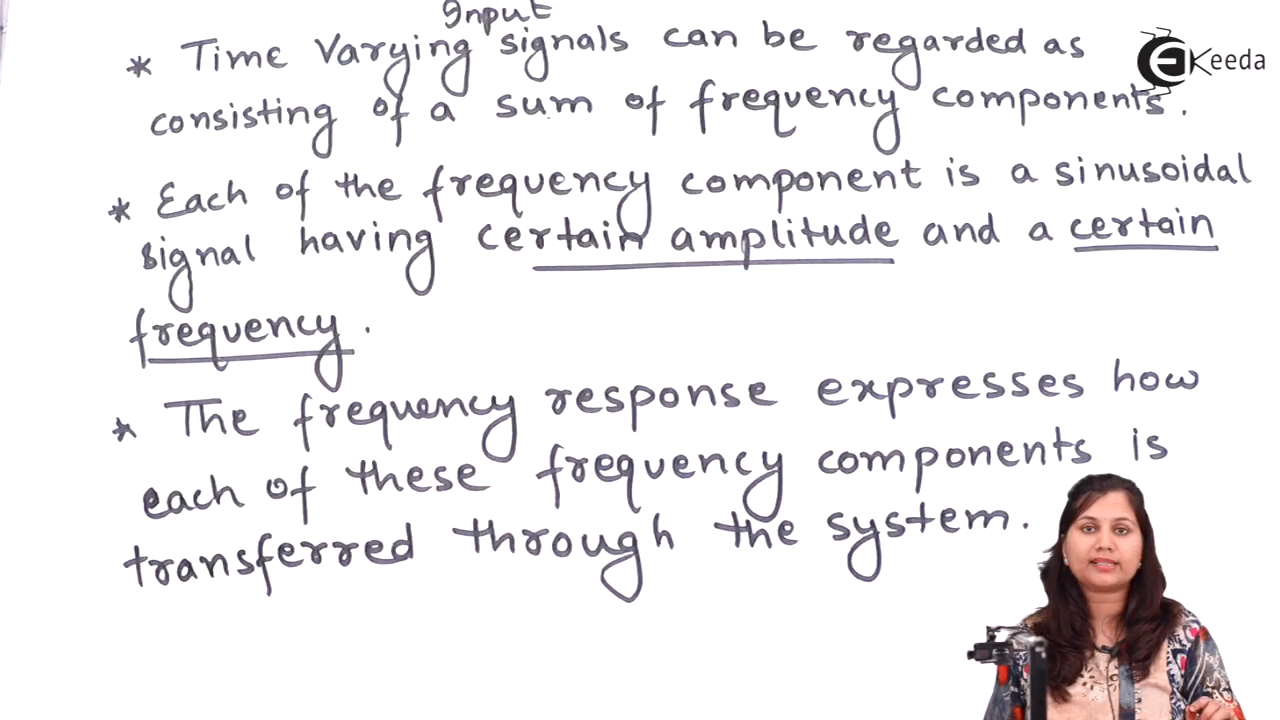 Input
* Time Varying signals can be regarded as
consisting of a sum of frequency components.
* Each of the frequency component is a sinusoidal
signal having certain amplitude and a certain
frequency.
* The frequency response expresses how
each of these frequency components is
transferred through the system.
EKeeda